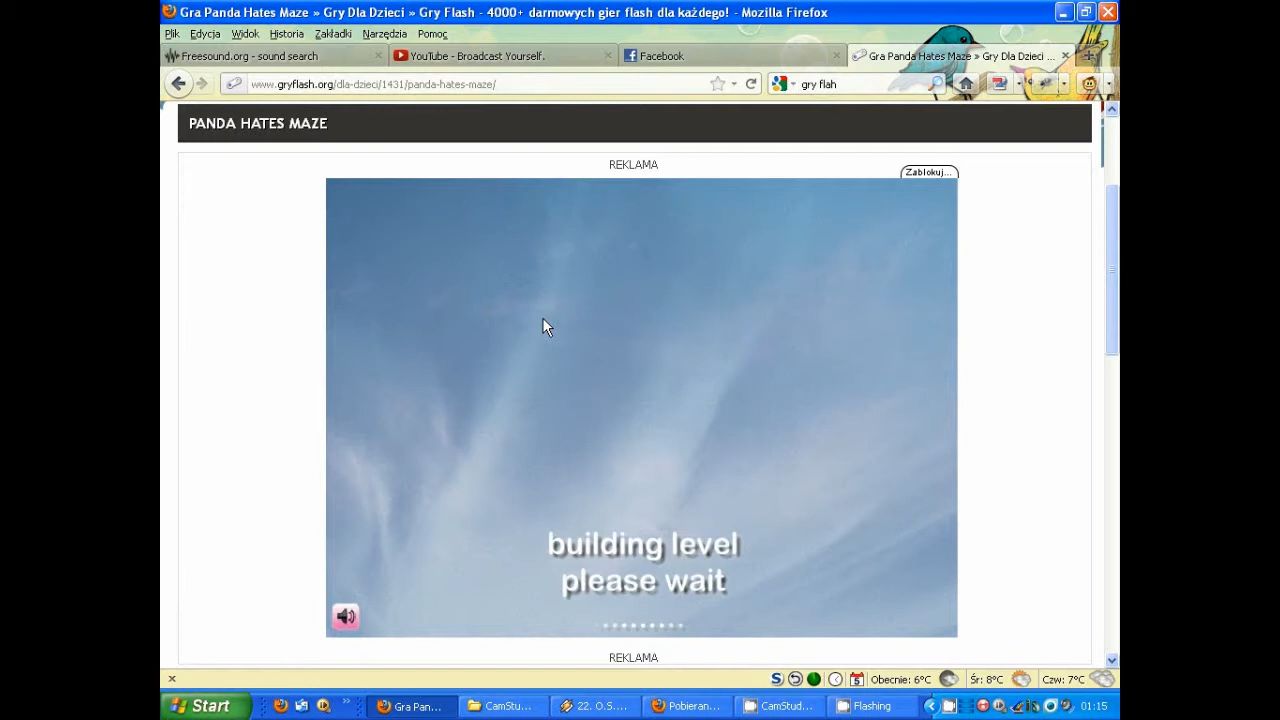 Gra Panda Hates Maze » Gry Dla Dzieci » Gry Flash - 4000+ darmowych gier flash dla każdego! - Mozilla Firefox
Plik Edycja Widok Historia Zakładki Narzędzia Pomoc
Freesound.org - sound search YouTube - Broadcast Yourself. Facebook Gra Panda Hates Maze » Gry Dla Dzieci ...
www.gryflash.org/dla-dzieci/1431/panda-hates-maze/ gry flah
PANDA HATES MAZE
REKLAMA
Zablokuj...
building level
please wait
.........
REKLAMA
Obecnie: 6°C Śr: 8°C Czw: 7°C
Start Gra Pan... CamStu... 22. O.S.... Pobieran... CamStud... Flashing 01:15